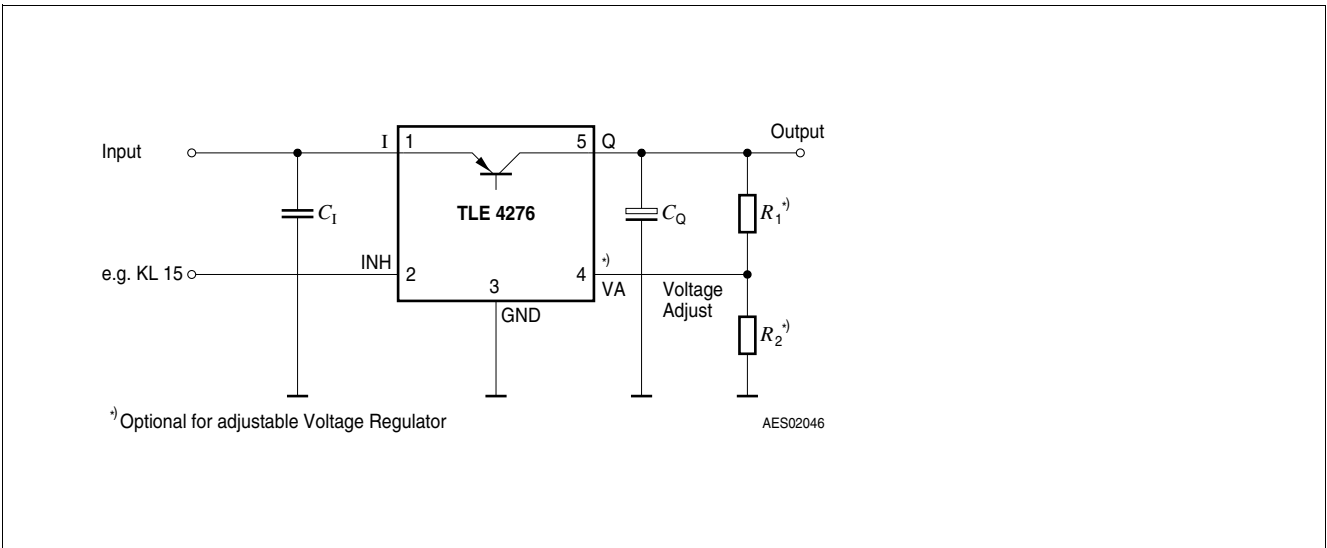 Output
Input
I
1
5
Q
TLE 4276
C_I
C_Q
R_1 *)
e.g. KL 15
INH
2
3
GND
4
*)
VA
Voltage
Adjust
R_2 *)
*) Optional for adjustable Voltage Regulator
AES02046